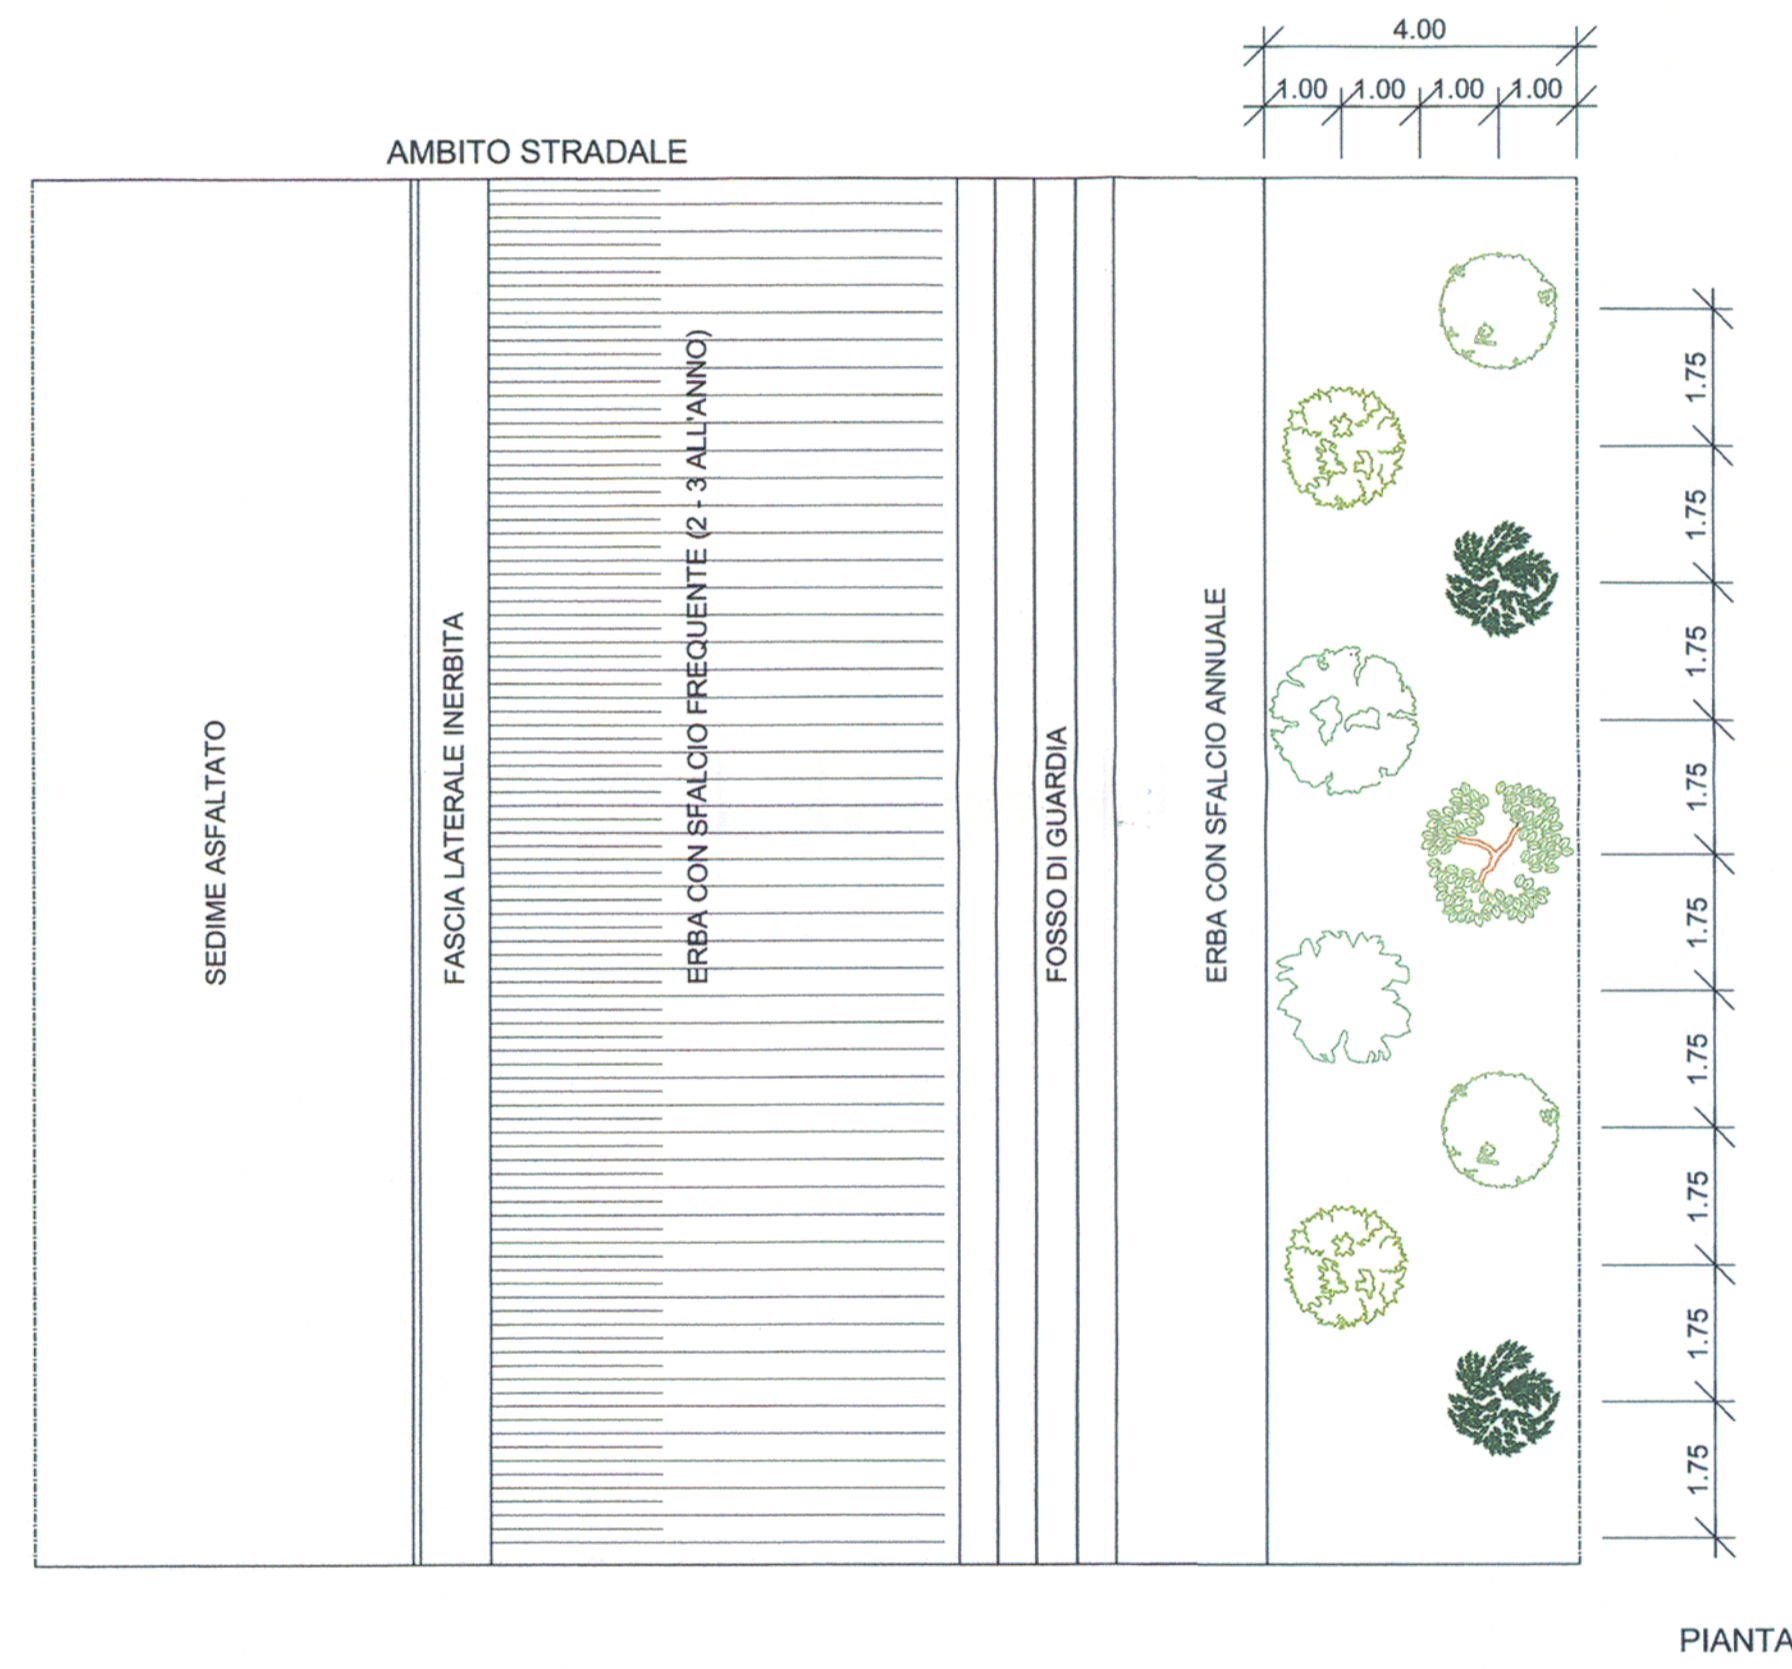 4.00
1.00 1.00 1.00 1.00
AMBITO STRADALE
SEDIME ASFALTATO
FASCIA LATERALE INERBITA
ERBA CON SFALCIO FREQUENTE (2 - 3 ALL'ANNO)
FOSSO DI GUARDIA
ERBA CON SFALCIO ANNUALE
1.75
1.75
1.75
1.75
1.75
1.75
1.75
1.75
1.75
PIANTA